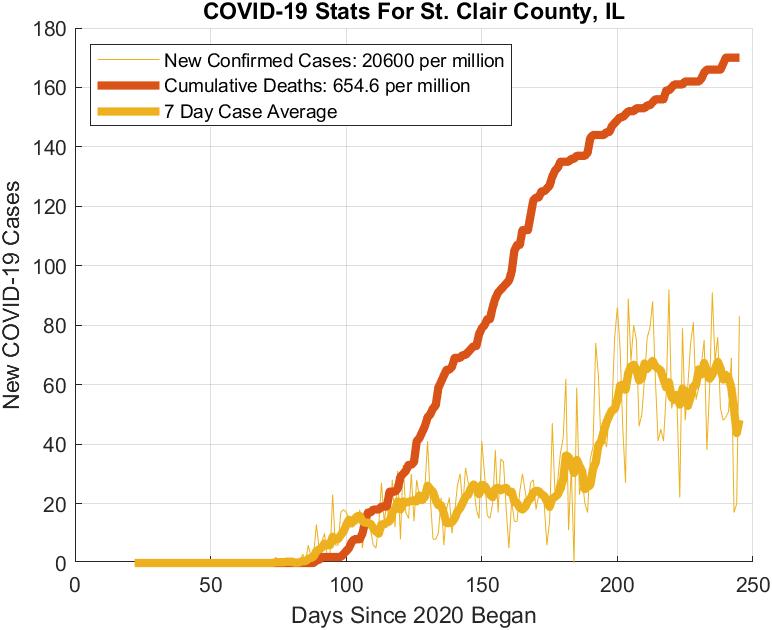 COVID-19 Stats For St. Clair County, IL
New Confirmed Cases: 20600 per million
Cumulative Deaths: 654.6 per million
7 Day Case Average
New COVID-19 Cases
180
160
140
120
100
80
60
40
20
0
0 50 100 150 200 250
Days Since 2020 Began